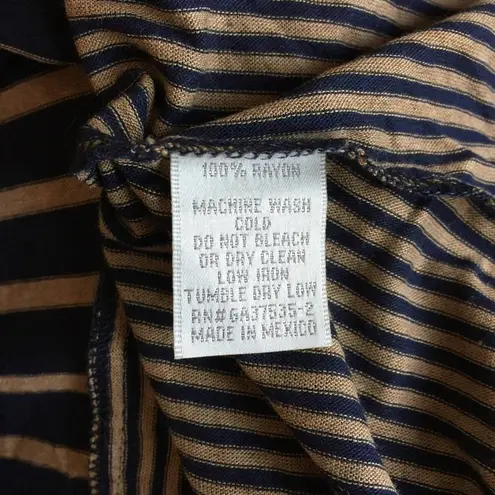 100% RAYON
MACHINE WASH
COLD
DO NOT BLEACH
OR DRY CLEAN
LOW IRON
TUMBLE DRY LOW
RN# GA37535-2
MADE IN MEXICO